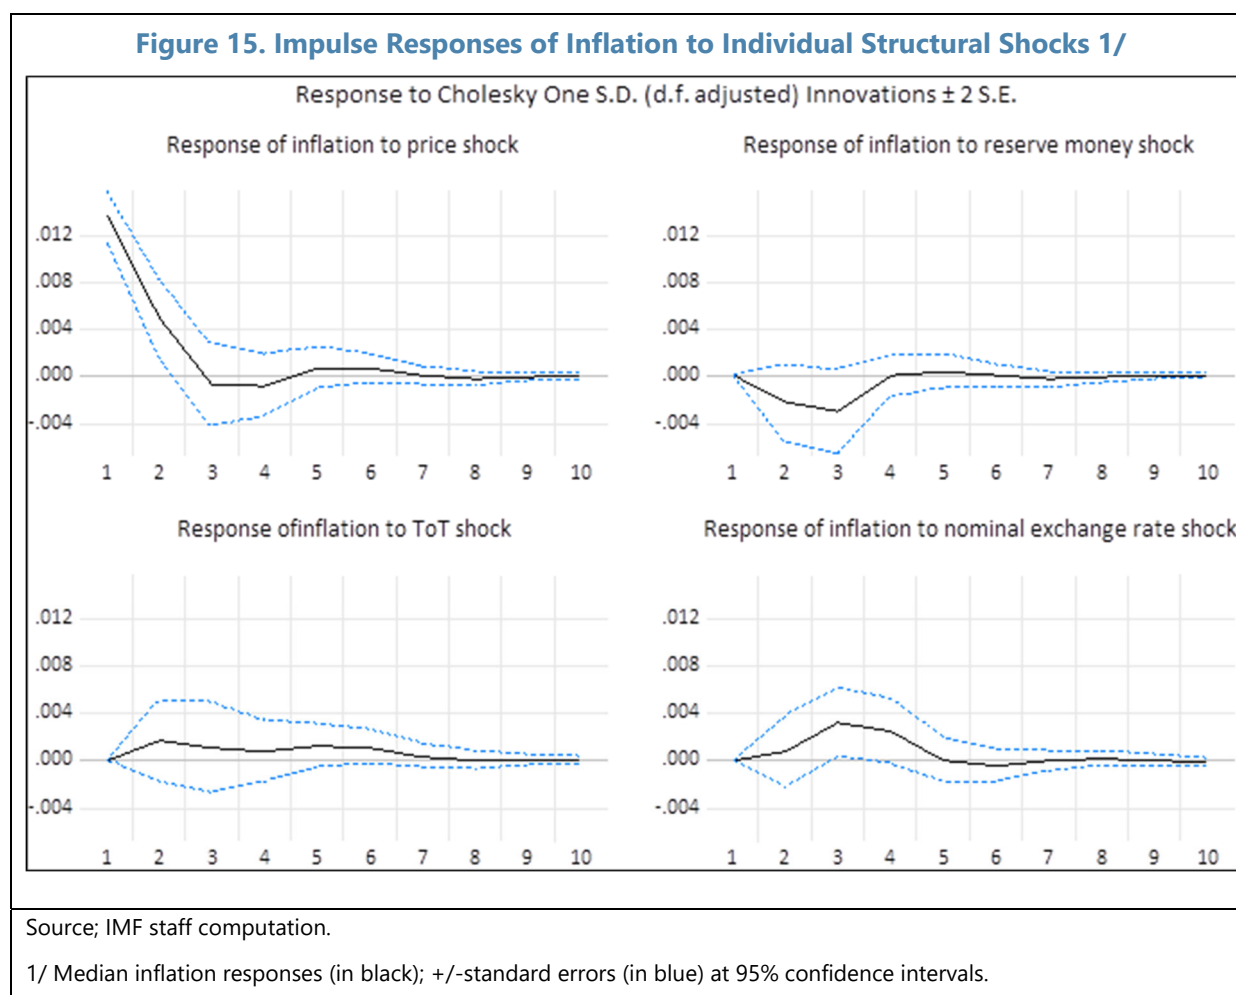 Figure 15. Impulse Responses of Inflation to Individual Structural Shocks 1/
Response to Cholesky One S.D. (d.f. adjusted) Innovations ± 2 S.E.
Response of inflation to price shock
.012
.008
.004
.000
-.004
1 2 3 4 5 6 7 8 9 10
Response of inflation to reserve money shock
.012
.008
.004
.000
-.004
1 2 3 4 5 6 7 8 9 10
Response ofinflation to ToT shock
.012
.008
.004
.000
-.004
1 2 3 4 5 6 7 8 9 10
Response of inflation to nominal exchange rate shock
.012
.008
.004
.000
-.004
1 2 3 4 5 6 7 8 9 10
Source; IMF staff computation.
1/ Median inflation responses (in black); +/-standard errors (in blue) at 95% confidence intervals.